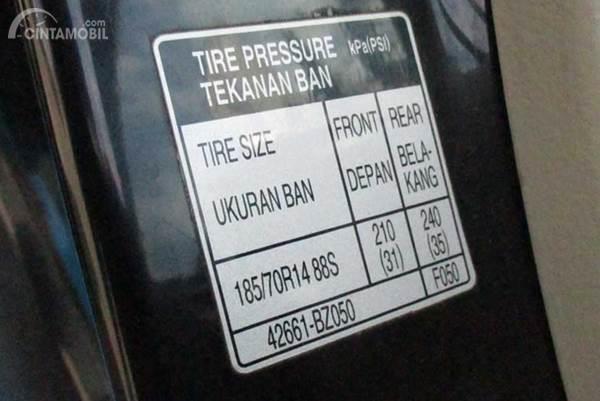 CINTAMOBIL.com
TIRE PRESSURE kPa(PSI)
TEKANAN BAN
TIRE SIZE FRONT REAR
UKURAN BAN DEPAN BELA-
KANG
185/70R14 88S 210 240
(31) (35)
42661-BZ050 F050